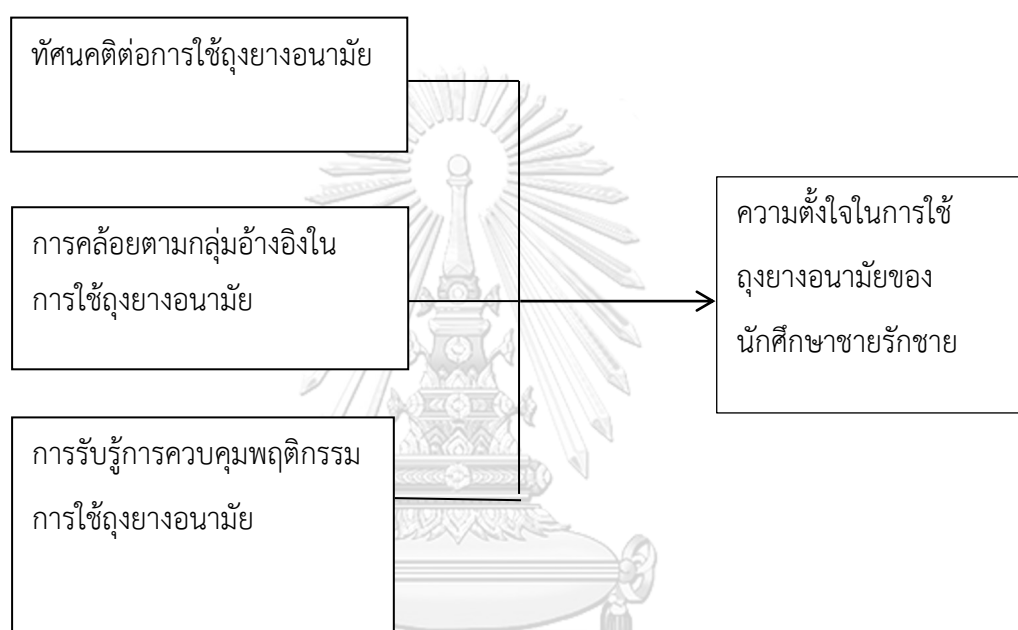 ทัศนคติต่อการใช้ถุงยางอนามัย
การคล้อยตามกลุ่มอ้างอิงใน
การใช้ถุงยางอนามัย
การรับรู้การควบคุมพฤติกรรม
การใช้ถุงยางอนามัย
ความตั้งใจในการใช้
ถุงยางอนามัยของ
นักศึกษาชายรักชาย